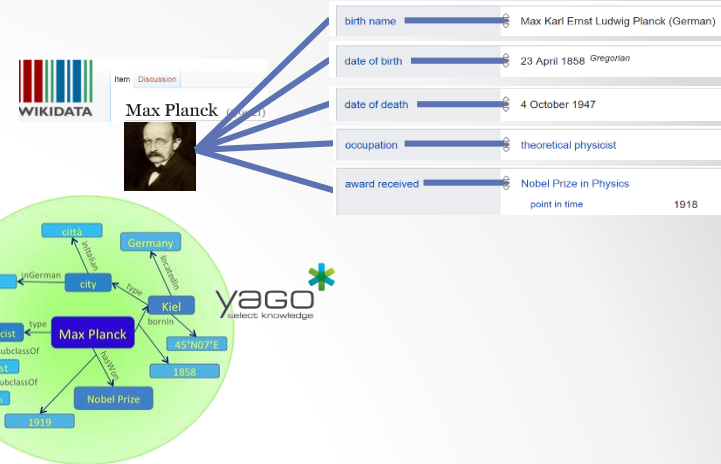 birth name
Max Karl Ernst Ludwig Planck (German)
date of birth
23 April 1858 Gregorian
date of death
4 October 1947
occupation
theoretical physicist
award received
Nobel Prize in Physics
point in time
1918
WIKIDATA
Item Discussion
Max Planck
città
inItalian
Germany
locatedIn
inGerman
city
type
Kiel
bornIn
cist
type
Max Planck
45°N07°E
ubclassOf
st
hasWon
1858
ubclassOf
Nobel Prize
1919
yago
select knowledge